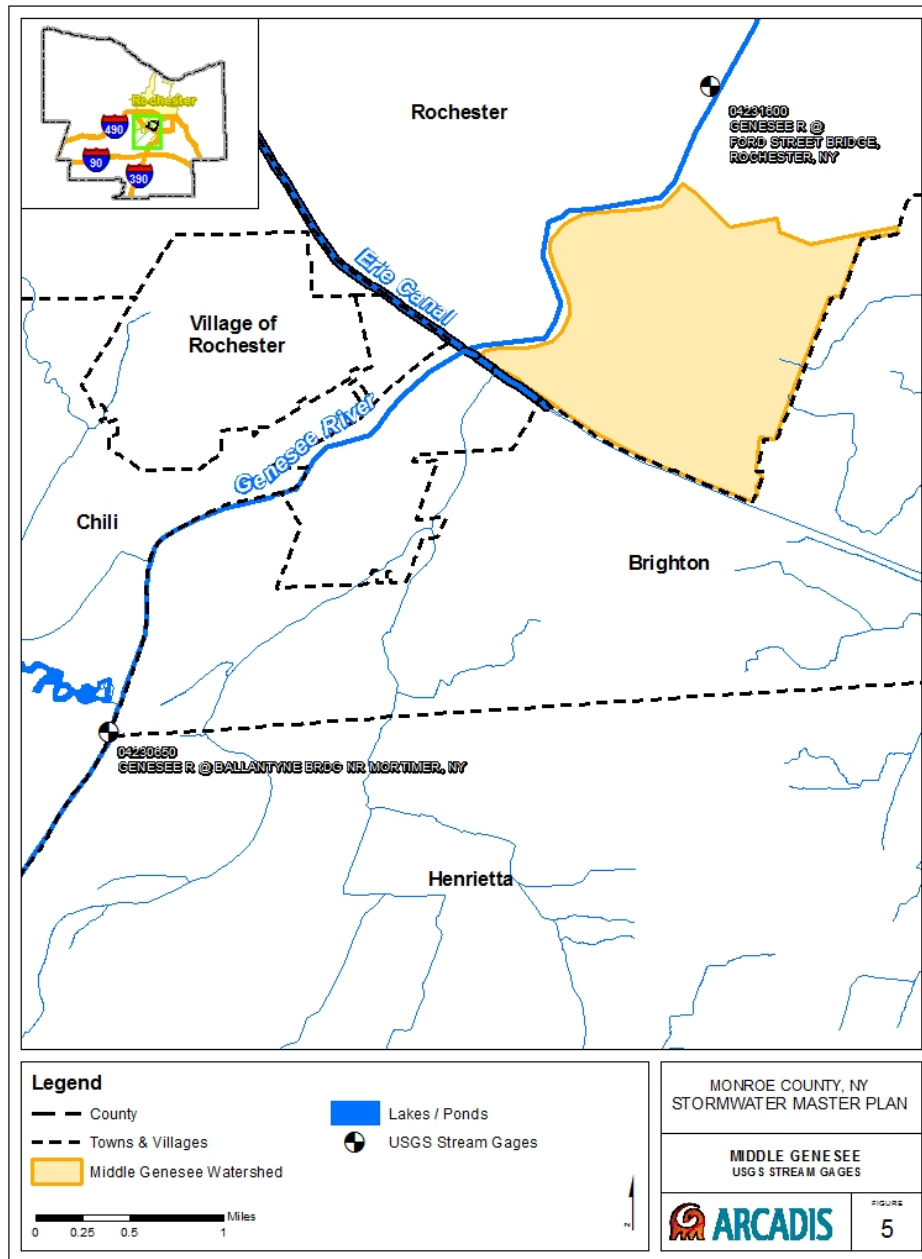 Rochester
490
90
390
Rochester
04231600
GENESEE R @
FORD STREET BRIDGE,
ROCHESTER, NY
Erie Canal
Village of
Rochester
Genesee River
Chili
Brighton
04230650
GENESEE R @ BALLANTYNE BRDG NR MORTIMER, NY
Henrietta
Legend
County
Towns & Villages
Middle Genesee Watershed
Lakes / Ponds
USGS Stream Gages
Miles
0 0.25 0.5 1
N
MONROE COUNTY, NY
STORMWATER MASTER PLAN
MIDDLE GENESEE
USGS STREAM GAGES
ARCADIS
FIGURE
5